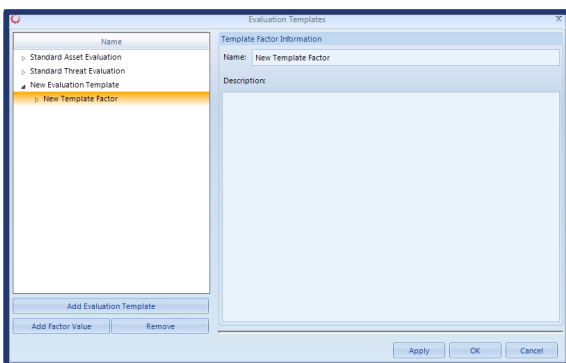 Evaluation Templates
Name
Standard Asset Evaluation
Standard Threat Evaluation
New Evaluation Template
New Template Factor
Add Evaluation Template
Add Factor Value Remove
Template Factor Information
Name: New Template Factor
Description:
Apply OK Cancel